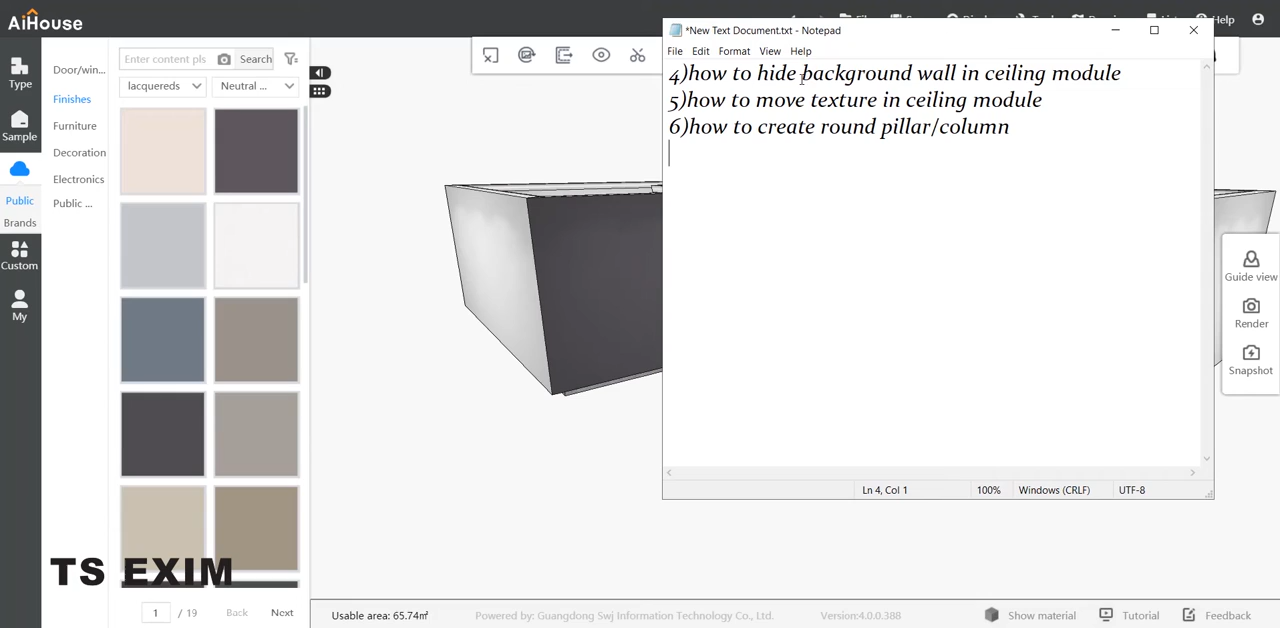 AiHouse
Help
*New Text Document.txt - Notepad
File Edit Format View Help
4)how to hide background wall in ceiling module
5)how to move texture in ceiling module
6)how to create round pillar/column
Ln 4, Col 1 100% Windows (CRLF) UTF-8
Type
Sample
Public
Brands
Custom
My
Door/win...
Finishes
Furniture
Decoration
Electronics
Public ...
Enter content pls Search
lacquereds Neutral ...
TS EXIM
1 / 19 Back Next
Guide view
Render
Snapshot
Usable area: 65.74㎡ Powered by: Guangdong Swj Information Technology Co., Ltd. Version:4.0.0.388 Show material Tutorial Feedback